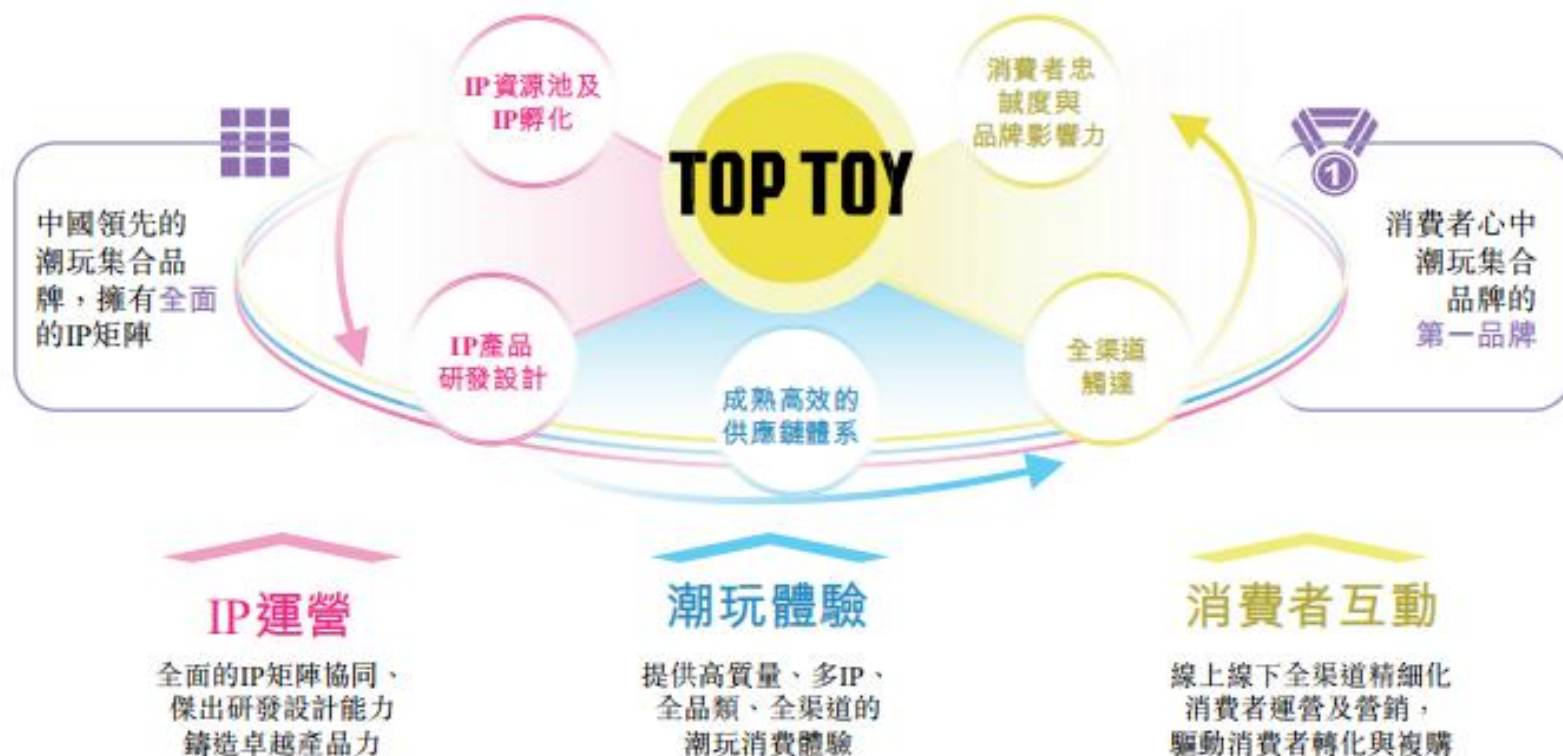 IP資源池及
IP孵化
消費者忠
誠度與
品牌影響力
TOP TOY
1
中國領先的
潮玩集合品
牌，擁有全面
的IP矩陣
消費者心中
潮玩集合
品牌的
第一品牌
IP產品
研發設計
成熟高效的
供應鏈體系
全渠道
觸達
IP運營
全面的IP矩陣協同、
傑出研發設計能力
鑄造卓越產品力
潮玩體驗
提供高質量、多IP、
全品類、全渠道的
潮玩消費體驗
消費者互動
線上線下全渠道精細化
消費者運營及營銷，
驅動消費者轉化與複購